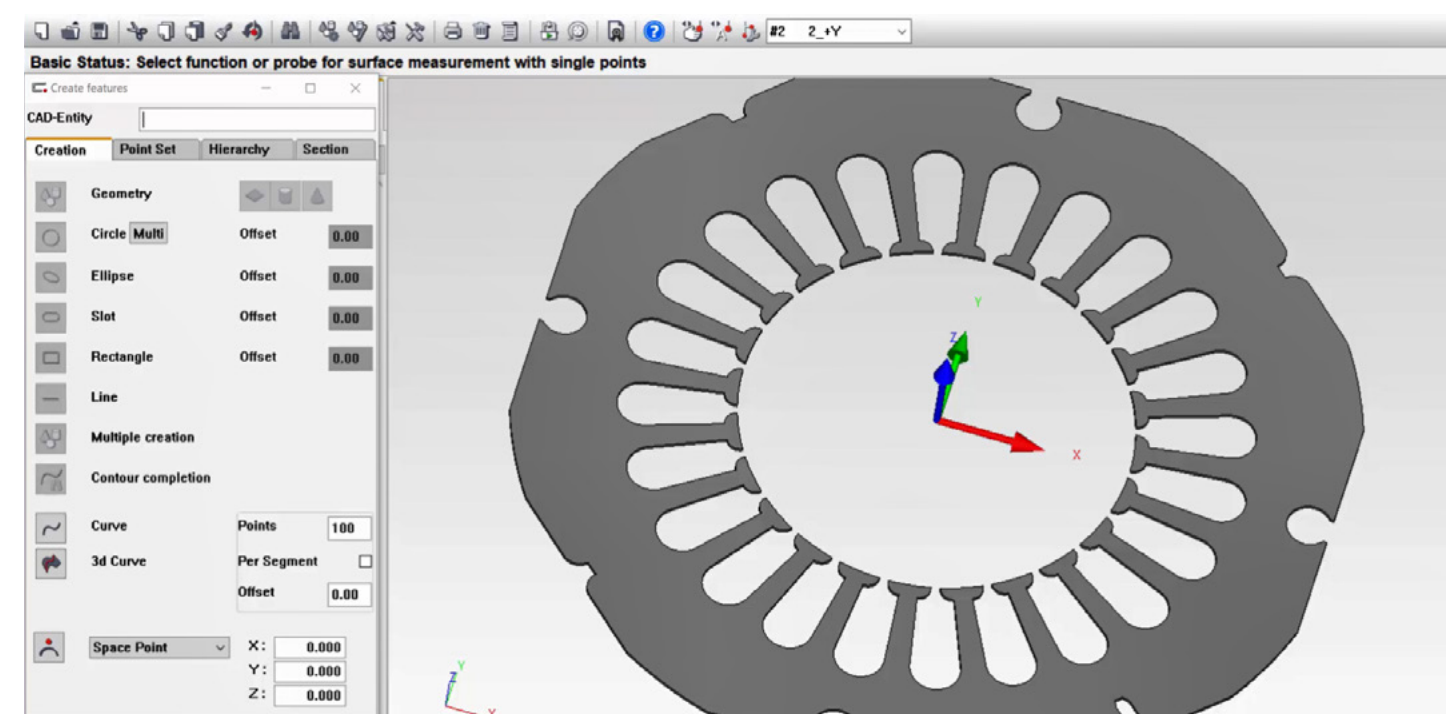 #2 2_+Y
Basic Status: Select function or probe for surface measurement with single points
Create features
CAD-Entity
Creation Point Set Hierarchy Section
Geometry
Circle Multi Offset 0.00
Ellipse Offset 0.00
Slot Offset 0.00
Rectangle Offset 0.00
Line
Multiple creation
Contour completion
Curve Points 100
3d Curve Per Segment
Offset 0.00
Space Point X: 0.000
Y: 0.000
Z: 0.000
Y
Z
X
Y
Z
X